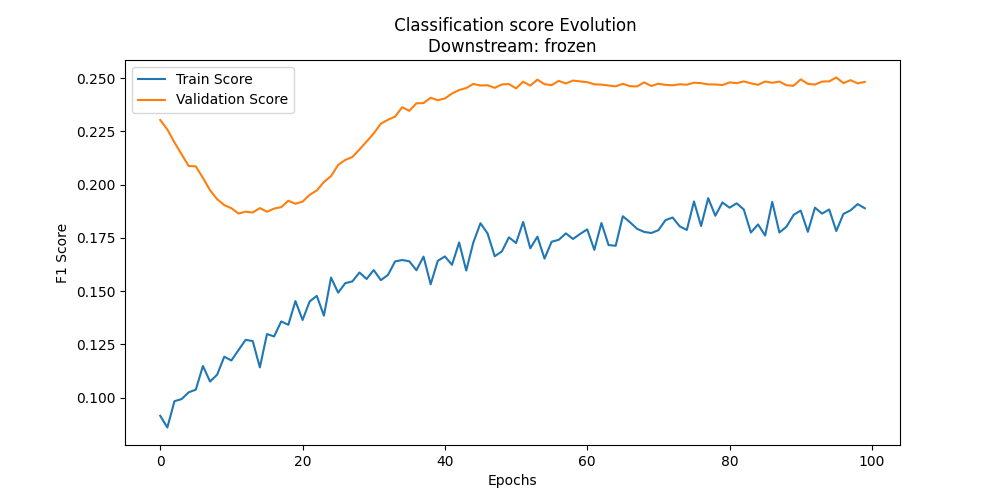 Classification score Evolution
Downstream: frozen
Train Score
Validation Score
F1 Score
0.250
0.225
0.200
0.175
0.150
0.125
0.100
0 20 40 60 80 100
Epochs